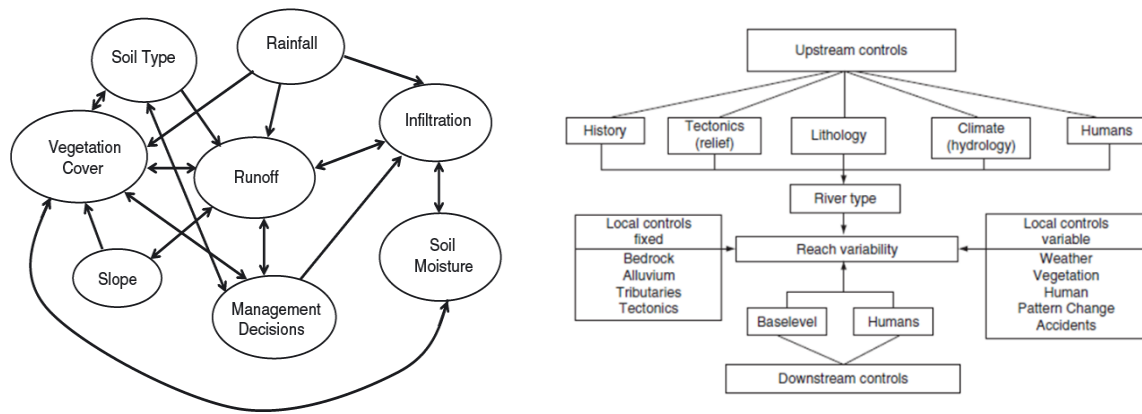 Soil Type
Rainfall
Infiltration
Vegetation
Cover
Runoff
Slope
Soil
Moisture
Management
Decisions
Upstream controls
History
Tectonics
(relief)
Lithology
Climate
(hydrology)
Humans
River type
Local controls
fixed
Bedrock
Alluvium
Tributaries
Tectonics
Reach variability
Local controls
variable
Weather
Vegetation
Human
Pattern Change
Accidents
Baselevel
Humans
Downstream controls